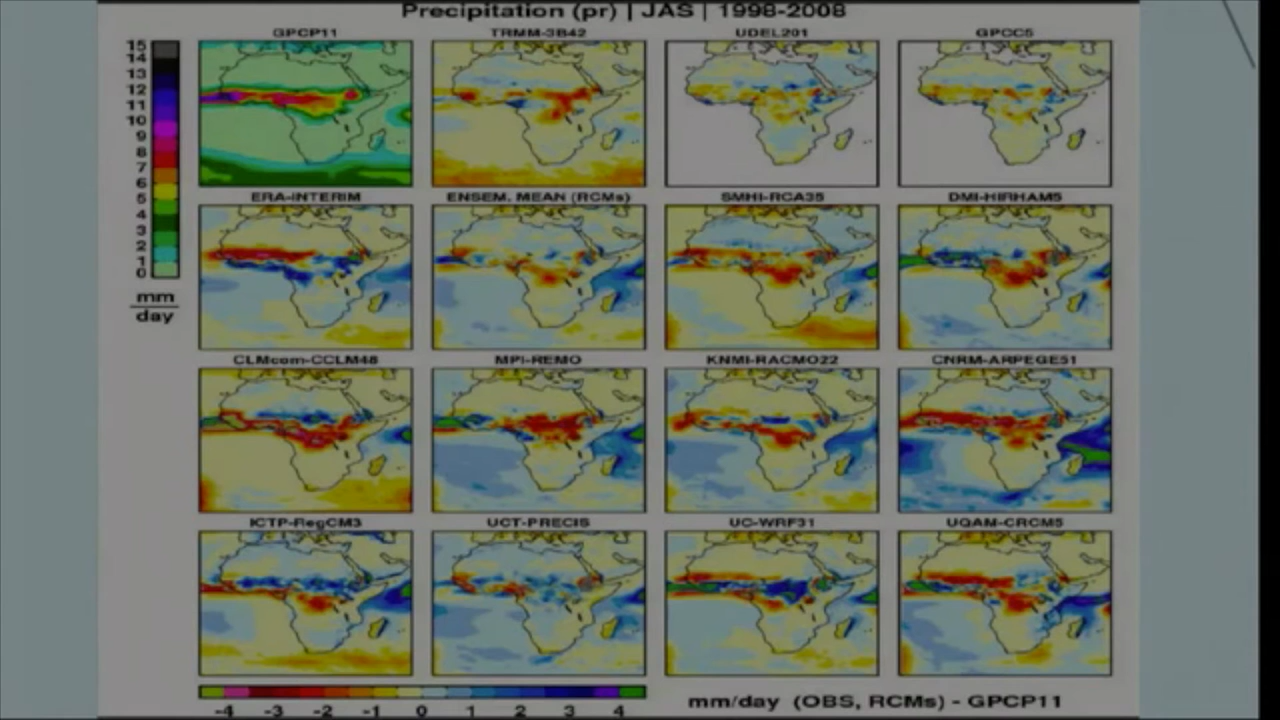 Precipitation (pr) | JAS | 1998-2008
GPCP11 TRMM-3B42 UDEL201 GPCC5
15
14
13
12
11
10
9
8
7
6
5
4
3
2
1
0
mm
day
ERA-INTERIM ENSEM. MEAN (RCMs) SMHI-RCA35 DMI-HIRHAM5
CLMcom-CCLM48 MPI-REMO KNMI-RACMO22 CNRM-ARPEGE51
ICTP-RegCM3 UCT-PRECIS UC-WRF31 UQAM-CRCM5
-4 -3 -2 -1 0 1 2 3 4
mm/day (OBS, RCMs) - GPCP11